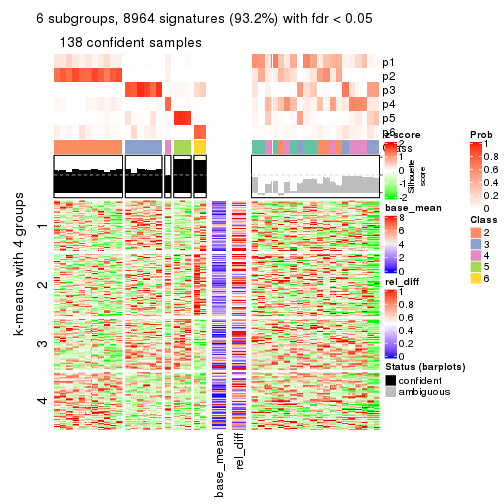 6 subgroups, 8964 signatures (93.2%) with fdr < 0.05
138 confident samples
p1
p2
p3
p4
p5
p6
Class
Silhouette
score
k-means with 4 groups
1
2
3
4
base_mean
rel_diff
z_score
2
1
0
-1
-2
base_mean
8
6
4
2
0
rel_diff
1
0.8
0.6
0.4
0.2
0
Status (barplots)
confident
ambiguous
Prob
1
0.8
0.6
0.4
0.2
0
Class
2
3
4
5
6